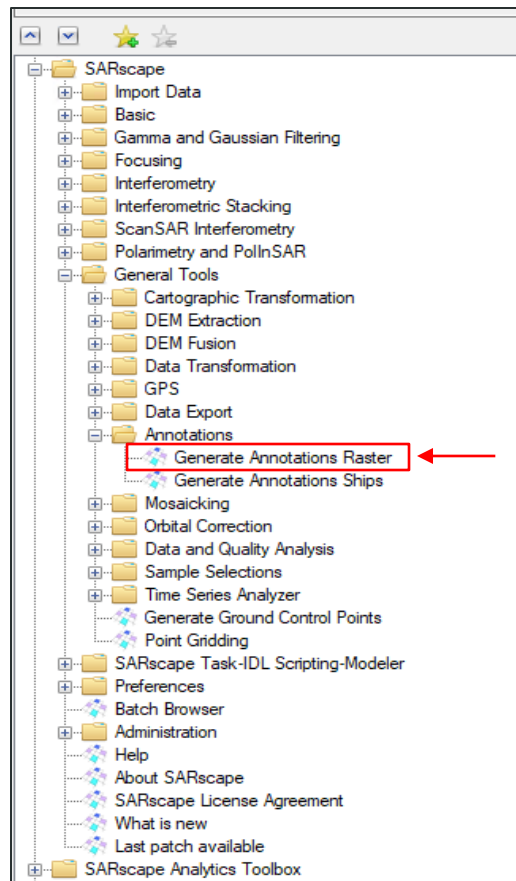 SARscape
Import Data
Basic
Gamma and Gaussian Filtering
Focusing
Interferometry
Interferometric Stacking
ScanSAR Interferometry
Polarimetry and PolInSAR
General Tools
Cartographic Transformation
DEM Extraction
DEM Fusion
Data Transformation
GPS
Data Export
Annotations
Generate Annotations Raster
Generate Annotations Ships
Mosaicking
Orbital Correction
Data and Quality Analysis
Sample Selections
Time Series Analyzer
Generate Ground Control Points
Point Gridding
SARscape Task-IDL Scripting-Modeler
Preferences
Batch Browser
Administration
Help
About SARscape
SARscape License Agreement
What is new
Last patch available
SARscape Analytics Toolbox